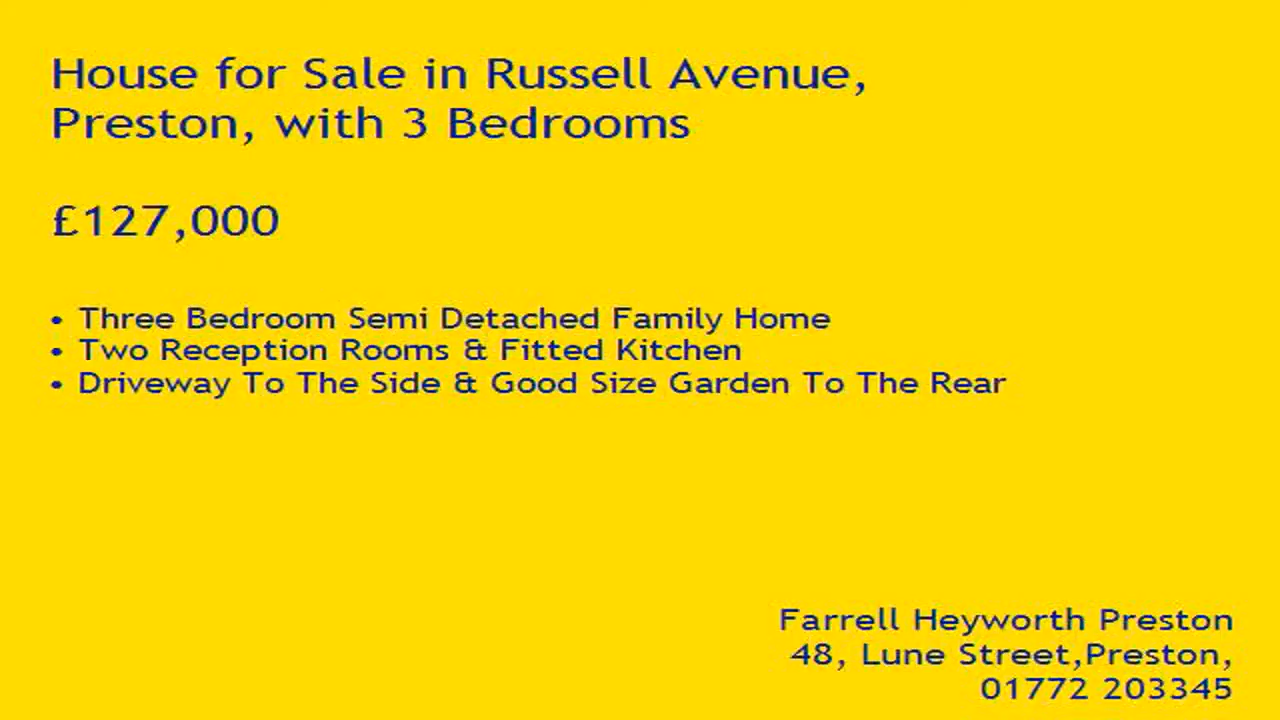 House for Sale in Russell Avenue,
Preston, with 3 Bedrooms
£127,000
• Three Bedroom Semi Detached Family Home
• Two Reception Rooms & Fitted Kitchen
• Driveway To The Side & Good Size Garden To The Rear
Farrell Heyworth Preston
48, Lune Street,Preston,
01772 203345